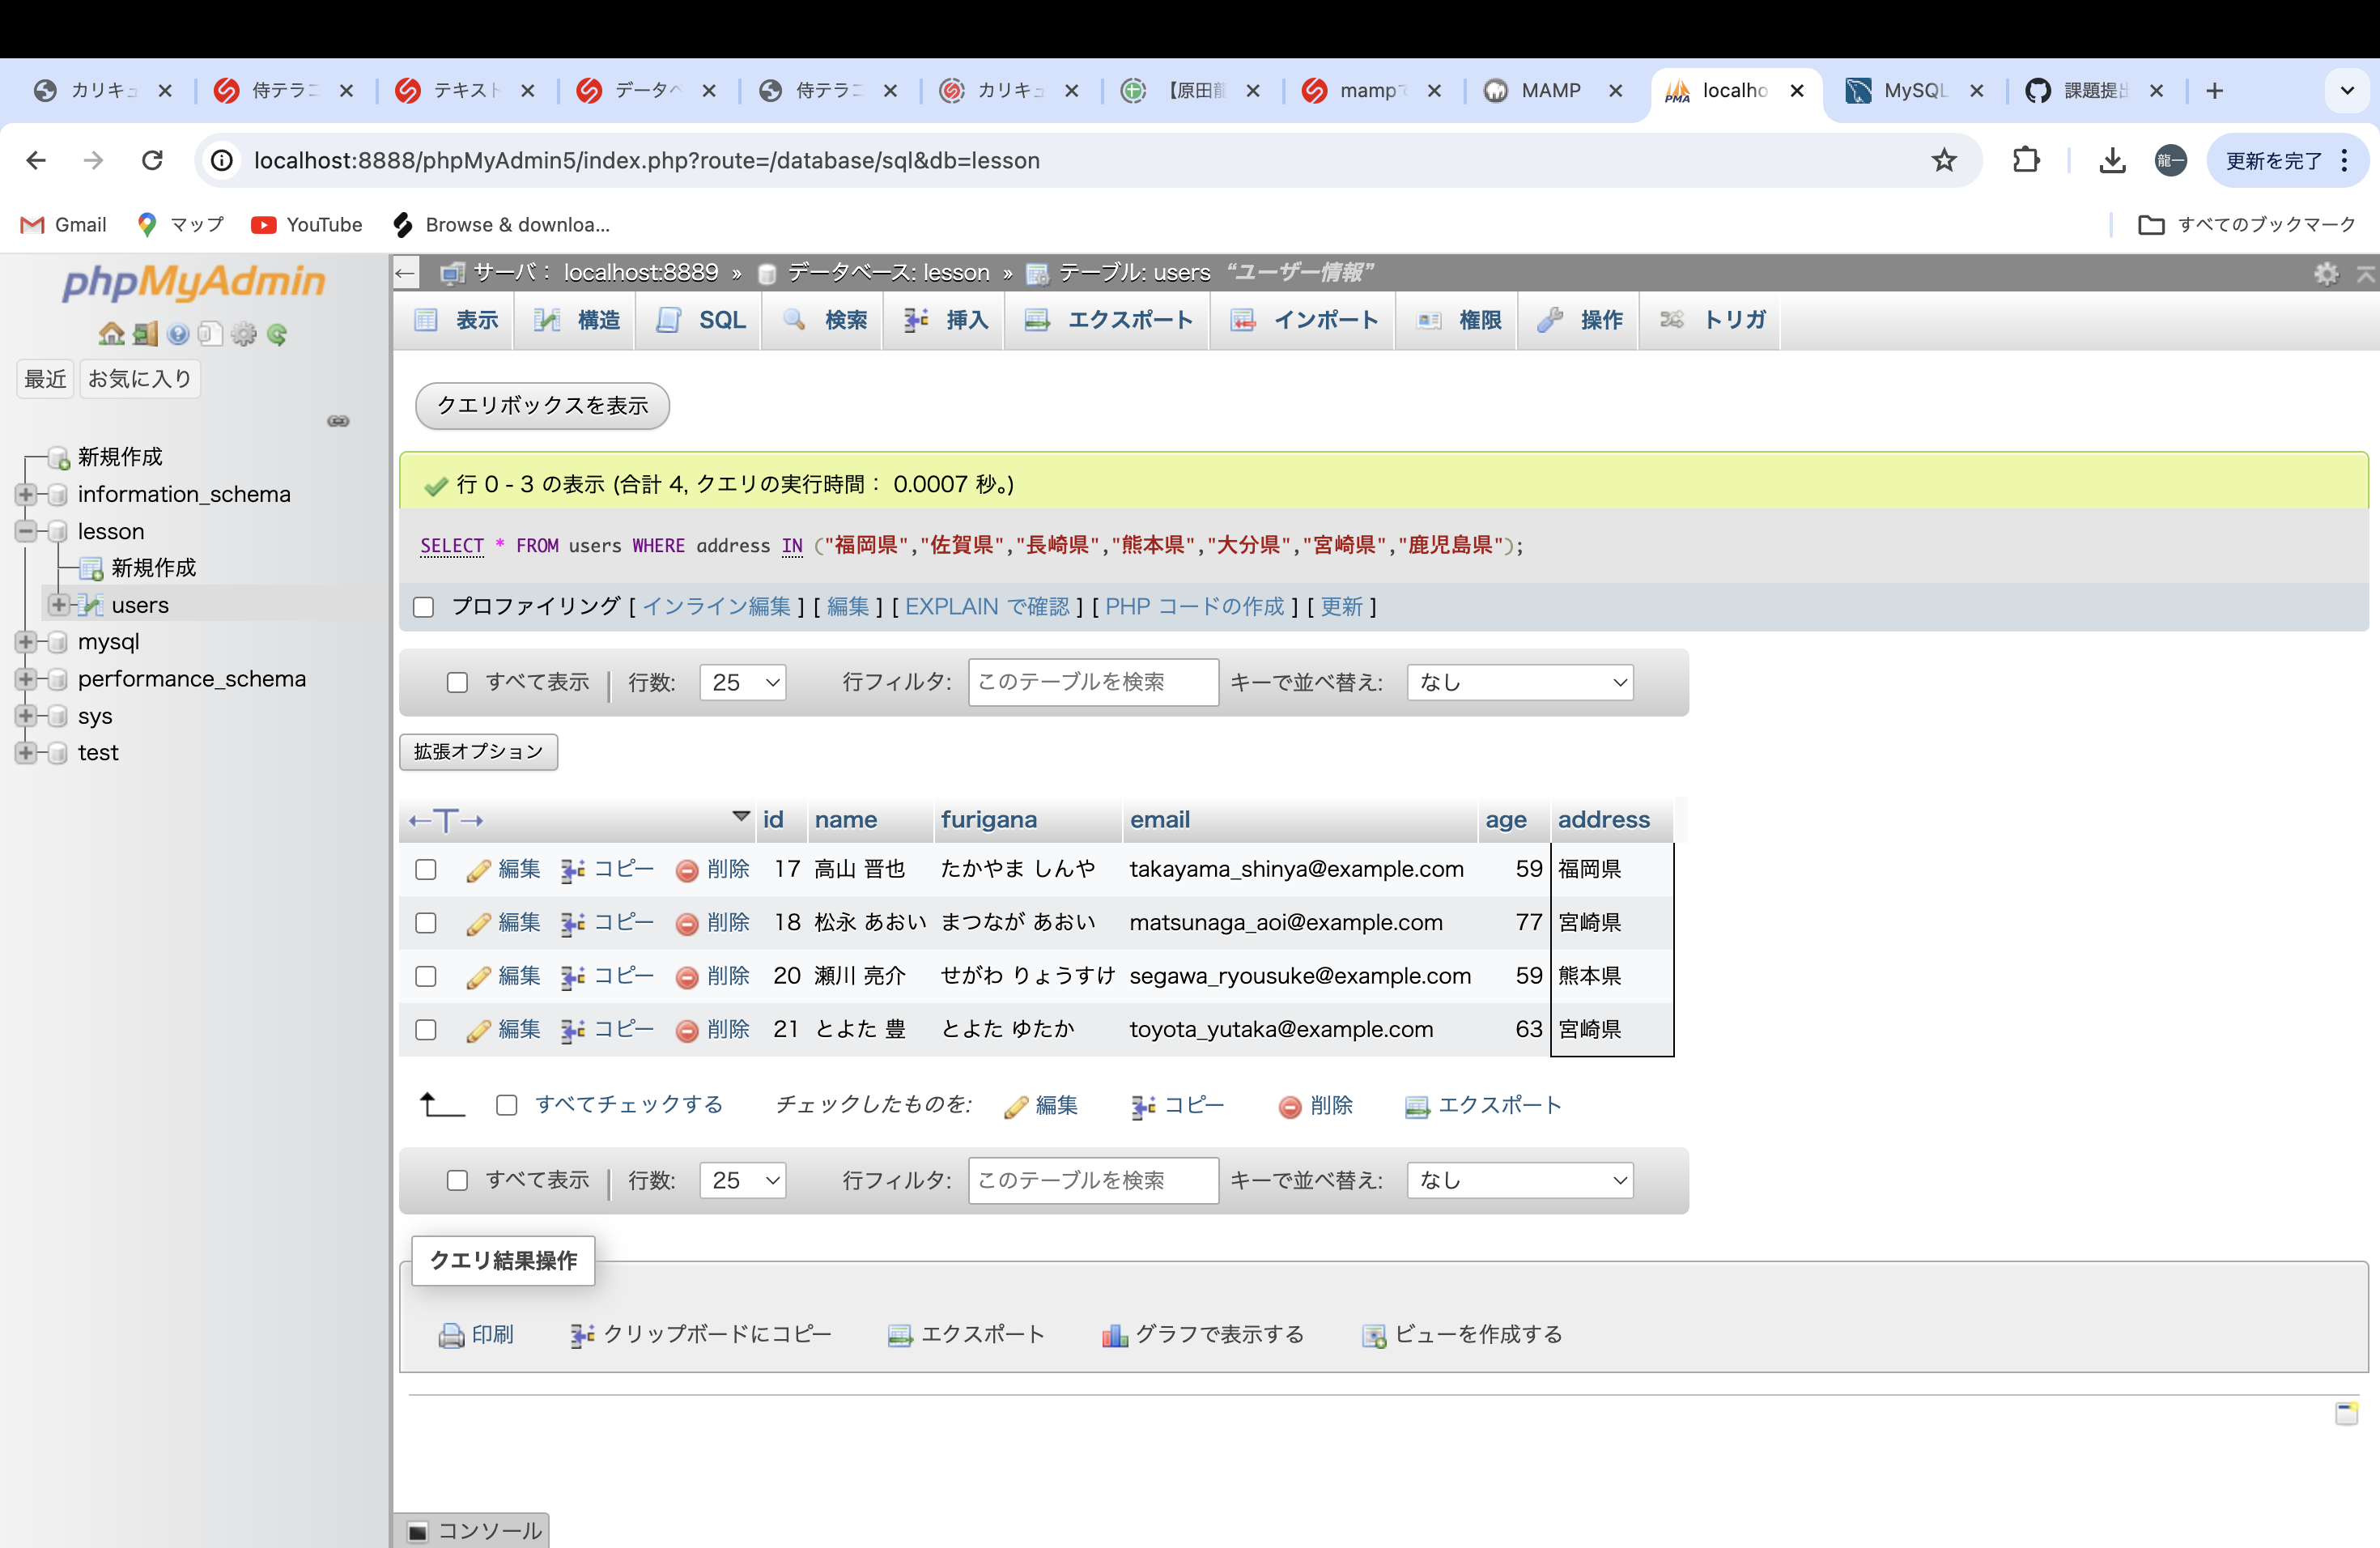 カリキュ 侍テラコ テキスト データベ 侍テラコ カリキュ 【原田龍 mampで MAMP localho MySQL 課題提出
localhost:8888/phpMyAdmin5/index.php?route=/database/sql&db=lesson 龍一 更新を完了
Gmail マップ YouTube Browse & downloa... すべてのブックマーク
phpMyAdmin
最近 お気に入り
新規作成
information_schema
lesson
新規作成
users
mysql
performance_schema
sys
test
サーバ： localhost:8889 » データベース: lesson » テーブル: users “ユーザー情報”
表示 構造 SQL 検索 挿入 エクスポート インポート 権限 操作 トリガ
クエリボックスを表示
行 0 - 3 の表示 (合計 4, クエリの実行時間： 0.0007 秒。)
SELECT * FROM users WHERE address IN ("福岡県","佐賀県","長崎県","熊本県","大分県","宮崎県","鹿児島県");
プロファイリング [ インライン編集 ] [ 編集 ] [ EXPLAIN で確認 ] [ PHP コードの作成 ] [ 更新 ]
すべて表示 | 行数: 25 行フィルタ: このテーブルを検索 キーで並べ替え: なし
拡張オプション
←T→ id name furigana email age address
編集 コピー 削除 17 高山 晋也 たかやま しんや takayama_shinya@example.com 59 福岡県
編集 コピー 削除 18 松永 あおい まつなが あおい matsunaga_aoi@example.com 77 宮崎県
編集 コピー 削除 20 瀬川 亮介 せがわ りょうすけ segawa_ryousuke@example.com 59 熊本県
編集 コピー 削除 21 とよた 豊 とよた ゆたか toyota_yutaka@example.com 63 宮崎県
すべてチェックする チェックしたものを: 編集 コピー 削除 エクスポート
すべて表示 | 行数: 25 行フィルタ: このテーブルを検索 キーで並べ替え: なし
クエリ結果操作
印刷 クリップボードにコピー エクスポート グラフで表示する ビューを作成する
コンソール